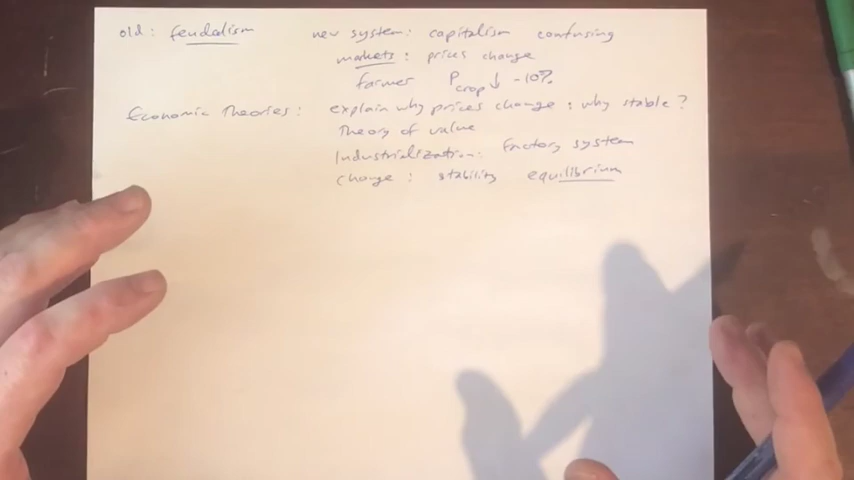 old: feudalism new system: capitalism confusing
markets: prices change
farmer P crop ↓ -10%
Economic Theories: explain why prices change: why stable?
Theory of value
Industrialization: factory system
change: stability equilibrium